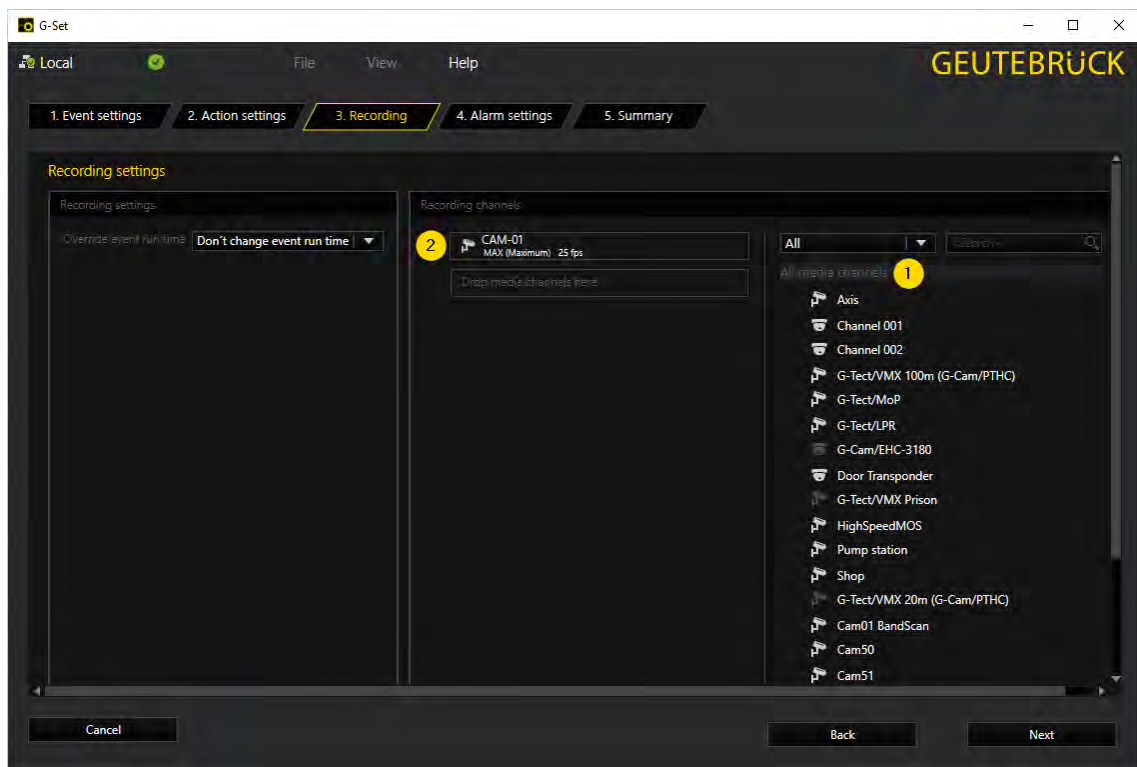 G-Set
Local File View Help
GEUTEBRÜCK
1. Event settings 2. Action settings 3. Recording 4. Alarm settings 5. Summary
Recording settings
Recording settings Recording channels
Override event run time Don´t change event run time
2 CAM-01
MAX (Maximum) 25 fps
Drop media channels here
All Search
All media channels 1
Axis
Channel 001
Channel 002
G-Tect/VMX 100m (G-Cam/PTHC)
G-Tect/MoP
G-Tect/LPR
G-Cam/EHC-3180
Door Transponder
G-Tect/VMX Prison
HighSpeedMOS
Pump station
Shop
G-Tect/VMX 20m (G-Cam/PTHC)
Cam01 BandScan
Cam50
Cam51
Cancel Back Next